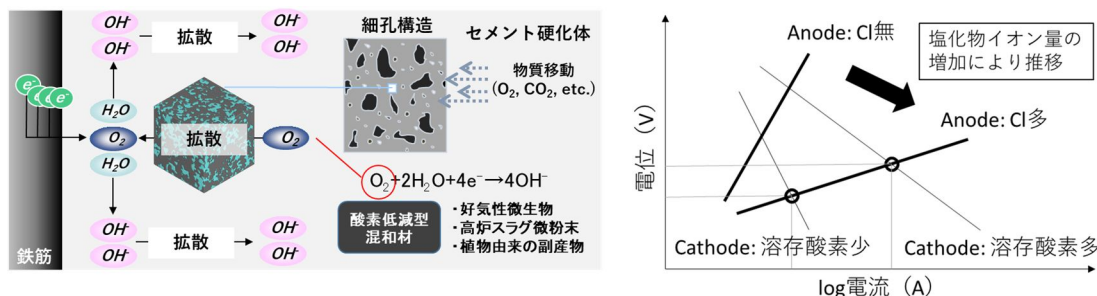 OH⁻
OH⁻
拡散
OH⁻
OH⁻
細孔構造
セメント硬化体
物質移動
(O₂, CO₂, etc.)
e⁻
e⁻
H₂O
O₂
H₂O
拡散
O₂
O₂+2H₂O+4e⁻→4OH⁻
酸素低減型
混和材
・好気性微生物
・高炉スラグ微粉末
・植物由来の副産物
OH⁻
OH⁻
拡散
OH⁻
OH⁻
鉄筋
Anode: Cl無
塩化物イオン量の
増加により推移
Anode: Cl多
電位（V）
Cathode: 溶存酸素少
Cathode: 溶存酸素多
log電流（A）